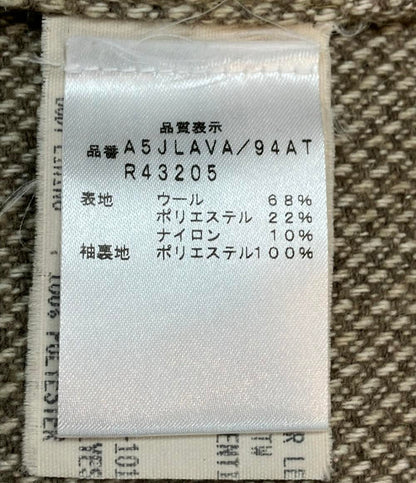 品質表示
品番 A5JLAVA/94AT
R43205
表地 ウール 68%
ポリエステル 22%
ナイロン 10%
袖裏地 ポリエステル100%
100% POLYESTER